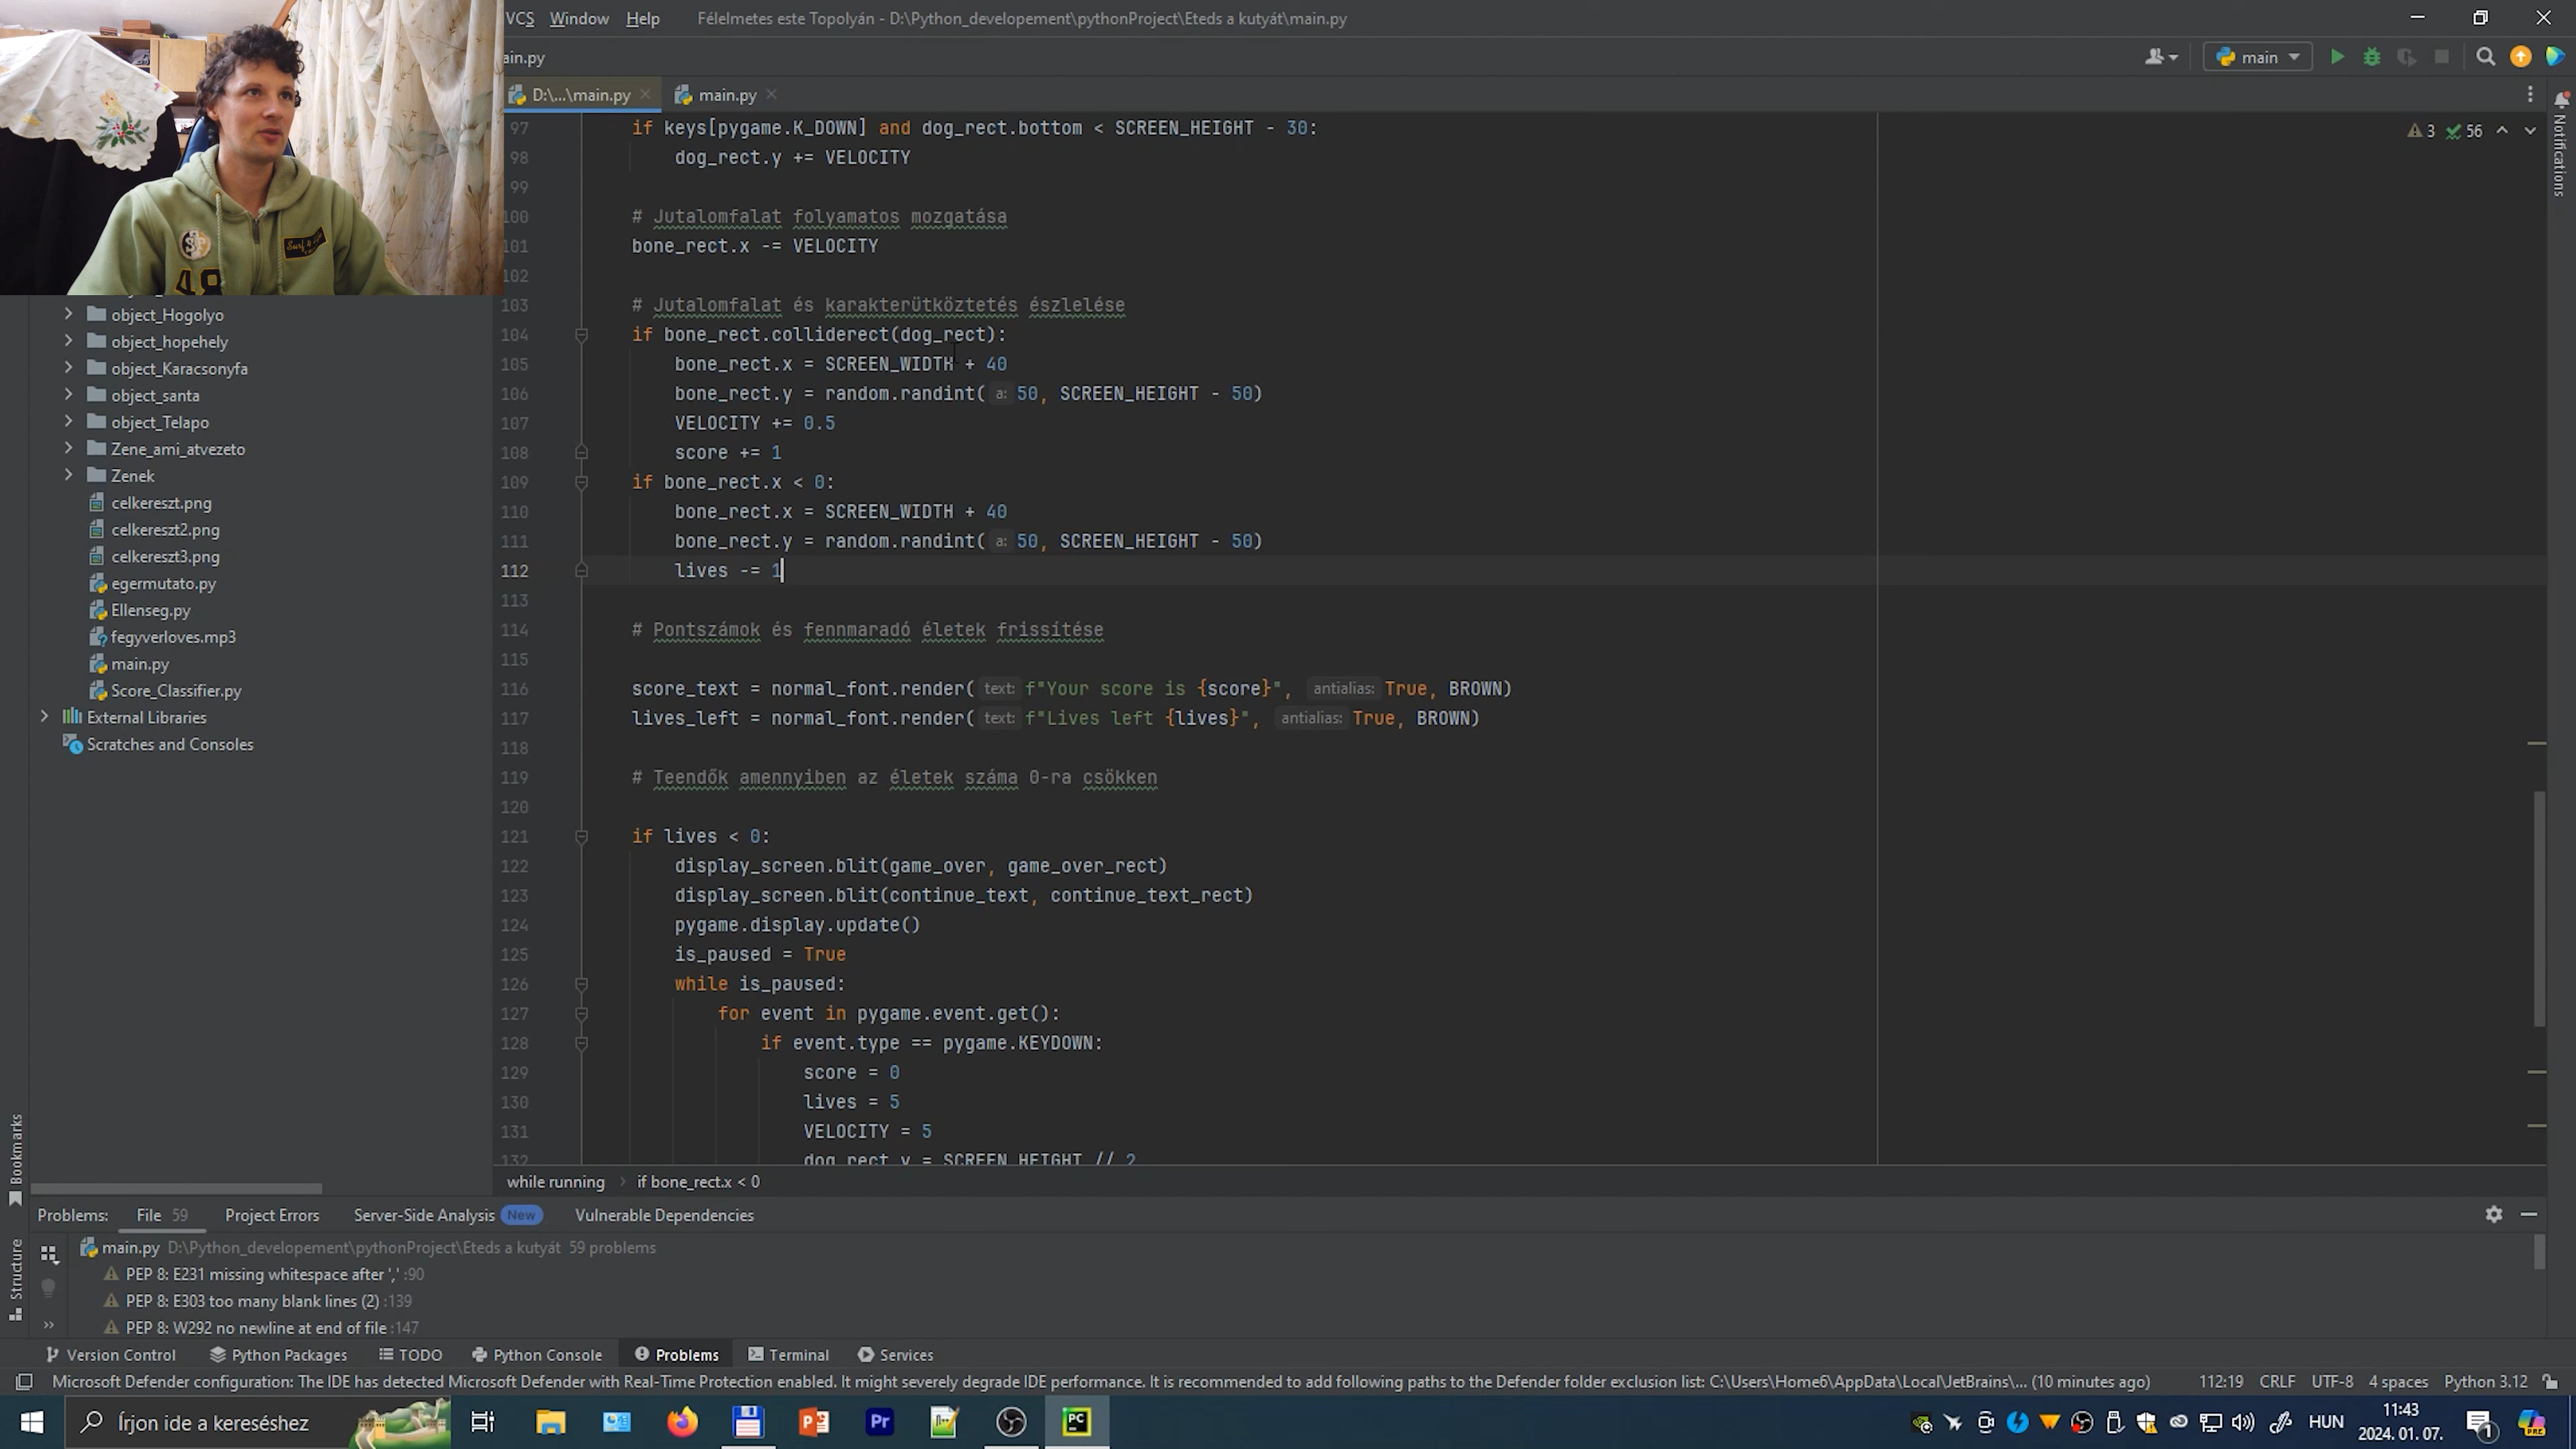 VCS Window Help Félelmetes este Topolyán - D:\Python_developement\pythonProject\Eteds a kutyát\main.py
ain.py
main
D:\...\main.py
main.py
3 56
Notifications
97 if keys[pygame.K_DOWN] and dog_rect.bottom < SCREEN_HEIGHT - 30:
98 dog_rect.y += VELOCITY
99
100 # Jutalomfalat folyamatos mozgatása
101 bone_rect.x -= VELOCITY
102
103 # Jutalomfalat és karakterütköztetés észlelése
104 if bone_rect.colliderect(dog_rect):
105 bone_rect.x = SCREEN_WIDTH + 40
106 bone_rect.y = random.randint( a: 50, SCREEN_HEIGHT - 50)
107 VELOCITY += 0.5
108 score += 1
109 if bone_rect.x < 0:
110 bone_rect.x = SCREEN_WIDTH + 40
111 bone_rect.y = random.randint( a: 50, SCREEN_HEIGHT - 50)
112 lives -= 1
113
114 # Pontszámok és fennmaradó életek frissítése
115
116 score_text = normal_font.render( text: f"Your score is {score}", antialias: True, BROWN)
117 lives_left = normal_font.render( text: f"Lives left {lives}", antialias: True, BROWN)
118
119 # Teendők amennyiben az életek száma 0-ra csökken
120
121 if lives < 0:
122 display_screen.blit(game_over, game_over_rect)
123 display_screen.blit(continue_text, continue_text_rect)
124 pygame.display.update()
125 is_paused = True
126 while is_paused:
127 for event in pygame.event.get():
128 if event.type == pygame.KEYDOWN:
129 score = 0
130 lives = 5
131 VELOCITY = 5
132 dog_rect.y = SCREEN_HEIGHT // 2
while running › if bone_rect.x < 0
SP
48
object_Hogolyo
object_hopehely
object_Karacsonyfa
object_santa
object_Telapo
Zene_ami_atvezeto
Zenek
celkereszt.png
celkereszt2.png
celkereszt3.png
egermutato.py
Ellenseg.py
fegyverloves.mp3
main.py
Score_Classifier.py
External Libraries
Scratches and Consoles
Bookmarks
Structure
Problems: File 59 Project Errors Server-Side Analysis New Vulnerable Dependencies
main.py D:\Python_developement\pythonProject\Eteds a kutyát 59 problems
PEP 8: E231 missing whitespace after ',' :90
PEP 8: E303 too many blank lines (2) :139
PEP 8: W292 no newline at end of file :147
Version Control Python Packages TODO Python Console Problems Terminal Services
Microsoft Defender configuration: The IDE has detected Microsoft Defender with Real-Time Protection enabled. It might severely degrade IDE performance. It is recommended to add following paths to the Defender folder exclusion list: C:\Users\Home6\AppData\Local\JetBrains\... (10 minutes ago) 112:19 CRLF UTF-8 4 spaces Python 3.12
Írjon ide a kereséshez
Pr
PC
HUN
11:43
2024. 01. 07.
1
PRE